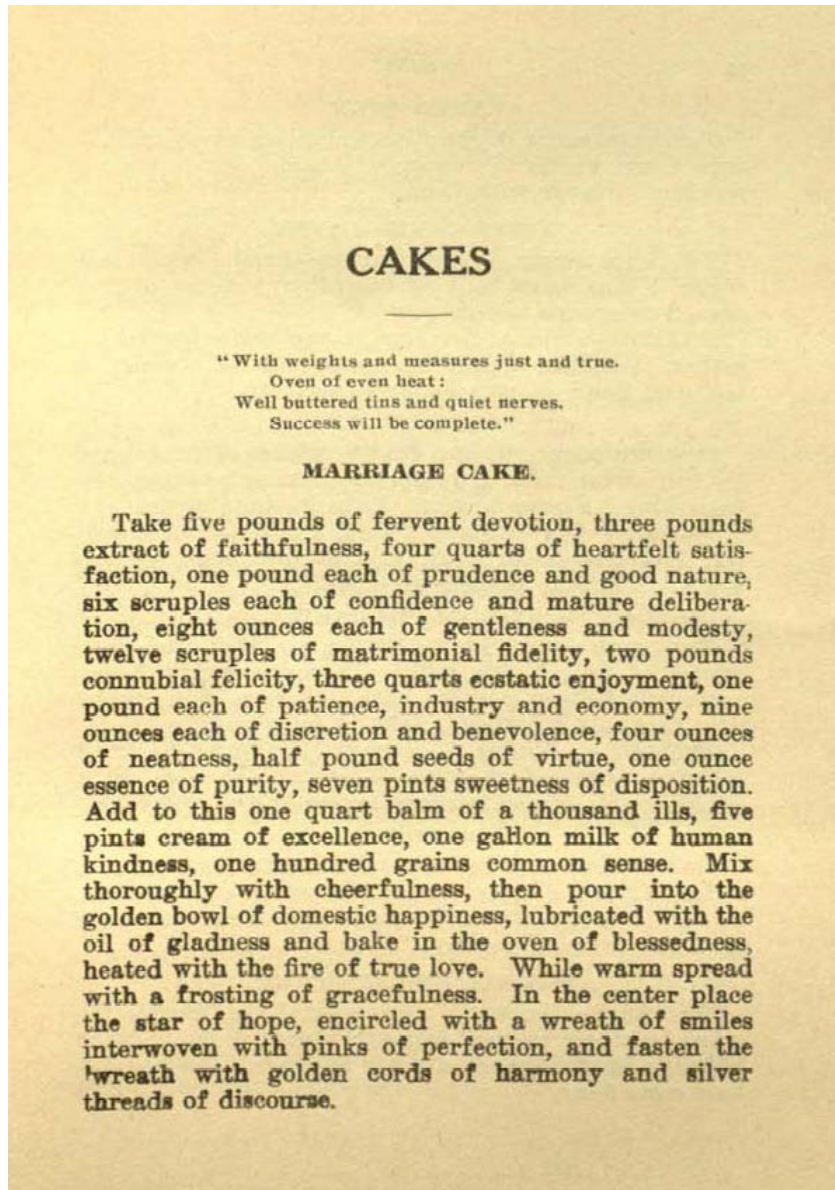 CAKES
“With weights and measures just and true.
Oven of even heat:
Well buttered tins and quiet nerves.
Success will be complete.”
MARRIAGE CAKE.
Take five pounds of fervent devotion, three pounds
extract of faithfulness, four quarts of heartfelt satis-
faction, one pound each of prudence and good nature,
six scruples each of confidence and mature delibera-
tion, eight ounces each of gentleness and modesty,
twelve scruples of matrimonial fidelity, two pounds
connubial felicity, three quarts ecstatic enjoyment, one
pound each of patience, industry and economy, nine
ounces each of discretion and benevolence, four ounces
of neatness, half pound seeds of virtue, one ounce
essence of purity, seven pints sweetness of disposition.
Add to this one quart balm of a thousand ills, five
pints cream of excellence, one gallon milk of human
kindness, one hundred grains common sense. Mix
thoroughly with cheerfulness, then pour into the
golden bowl of domestic happiness, lubricated with the
oil of gladness and bake in the oven of blessedness,
heated with the fire of true love. While warm spread
with a frosting of gracefulness. In the center place
the star of hope, encircled with a wreath of smiles
interwoven with pinks of perfection, and fasten the
wreath with golden cords of harmony and silver
threads of discourse.